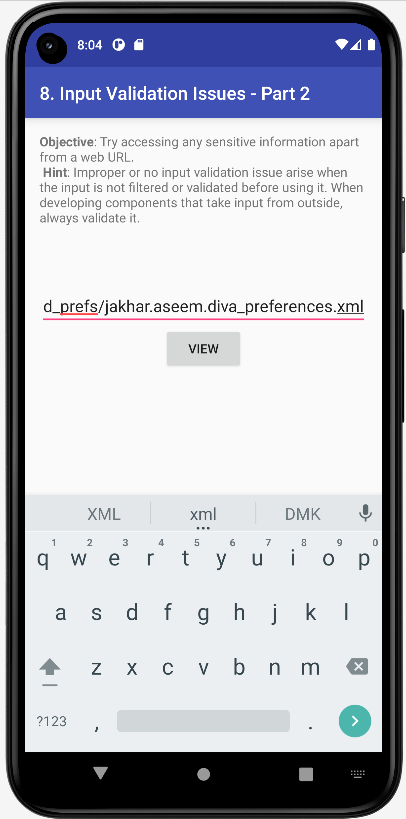 8:04
8. Input Validation Issues - Part 2
Objective: Try accessing any sensitive information apart
from a web URL.
Hint: Improper or no input validation issue arise when
the input is not filtered or validated before using it. When
developing components that take input from outside,
always validate it.
d_prefs/jakhar.aseem.diva_preferences.xml
VIEW
XML xml DMK
1 2 3 4 5 6 7 8 9 0
q w e r t y u i o p
a s d f g h j k l
z x c v b n m
?123 , .